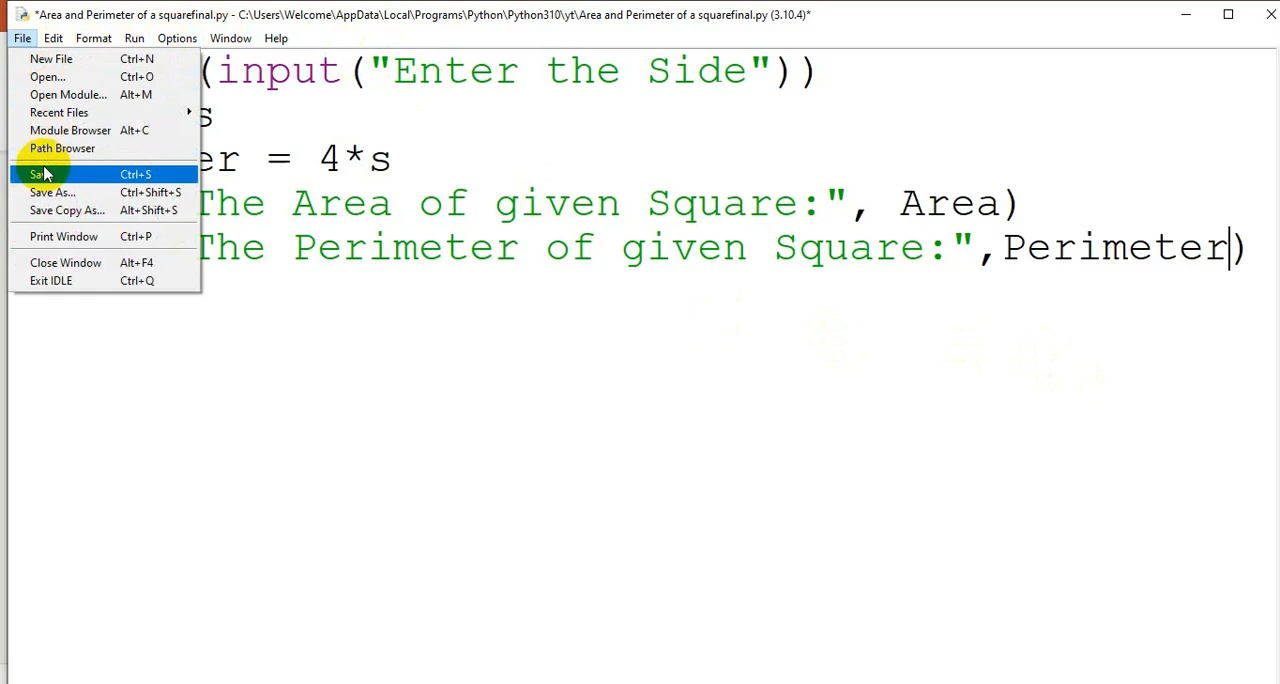 *Area and Perimeter of a squarefinal.py - C:\Users\Welcome\AppData\Local\Programs\Python\Python310\yt\Area and Perimeter of a squarefinal.py (3.10.4)*
File Edit Format Run Options Window Help
New File Ctrl+N
Open... Ctrl+O
Open Module... Alt+M
Recent Files
Module Browser Alt+C
Path Browser
Ctrl+S
Save As... Ctrl+Shift+S
Save Copy As... Alt+Shift+S
Print Window Ctrl+P
Close Window Alt+F4
Exit IDLE Ctrl+Q
(input("Enter the Side"))
s
er = 4*s
The Area of given Square:", Area)
The Perimeter of given Square:",Perimeter)